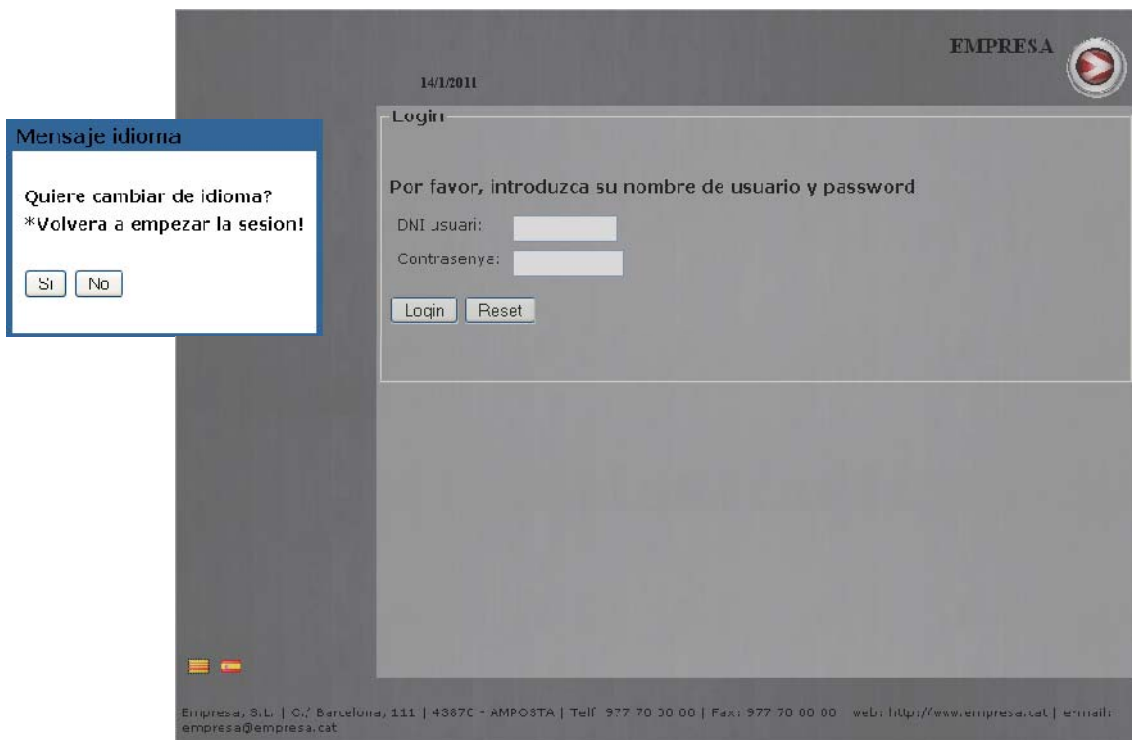 EMPRESA
14/1/2011
Login
Mensaje idioma
Quiere cambiar de idioma?
*Volvera a empezar la sesion!
Si No
Por favor, introduzca su nombre de usuario y password
DNI usuari:
Contrasenya:
Login Reset
Empresa, S.L. | C./ Barcelona, 111 | 43870 - AMPOSTA | Telf: 977 70 00 00 | Fax: 977 70 00 00 web: http://www.empresa.cat | e-mail:
empresa@empresa.cat